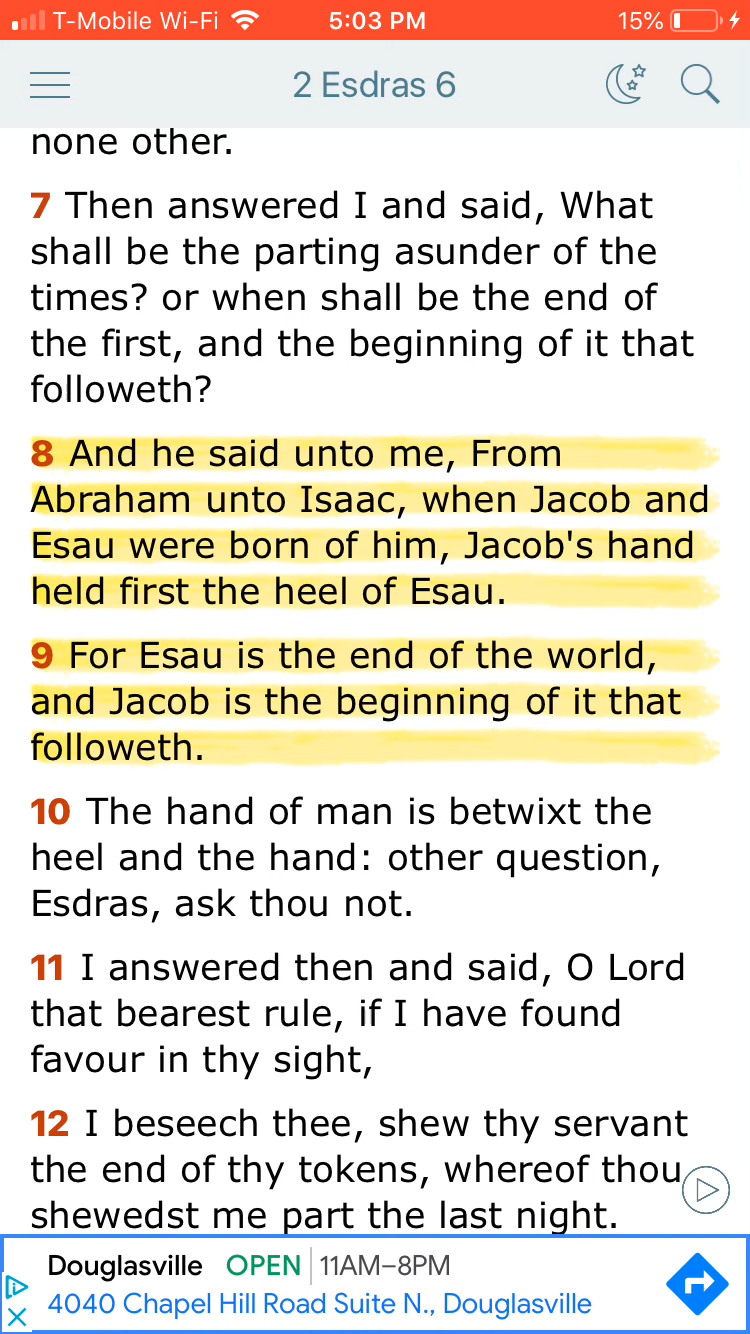 T-Mobile Wi-Fi 5:03 PM 15%
2 Esdras 6
none other.
7 Then answered I and said, What
shall be the parting asunder of the
times? or when shall be the end of
the first, and the beginning of it that
followeth?
8 And he said unto me, From
Abraham unto Isaac, when Jacob and
Esau were born of him, Jacob's hand
held first the heel of Esau.
9 For Esau is the end of the world,
and Jacob is the beginning of it that
followeth.
10 The hand of man is betwixt the
heel and the hand: other question,
Esdras, ask thou not.
11 I answered then and said, O Lord
that bearest rule, if I have found
favour in thy sight,
12 I beseech thee, shew thy servant
the end of thy tokens, whereof thou
shewedst me part the last night.
Douglasville OPEN 11AM–8PM
4040 Chapel Hill Road Suite N., Douglasville